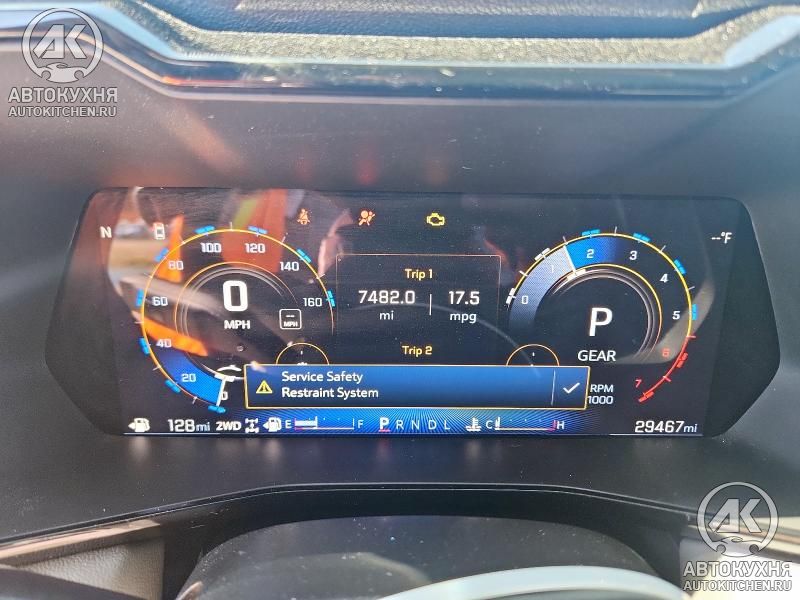 АК
АВТОКУХНЯ
AUTOKITCHEN.RU
N
--°F
0
20
40
60
80
100
120
140
160
0
MPH
--
MPH
Trip 1
7482.0 mi
17.5 mpg
Trip 2
0
1
2
3
4
5
6
7
P
GEAR
RPM
1000
Service Safety
Restraint System
128mi 2WD E F P R N D L C H 29467mi
АК
АВТОКУХНЯ
AUTOKITCHEN.RU